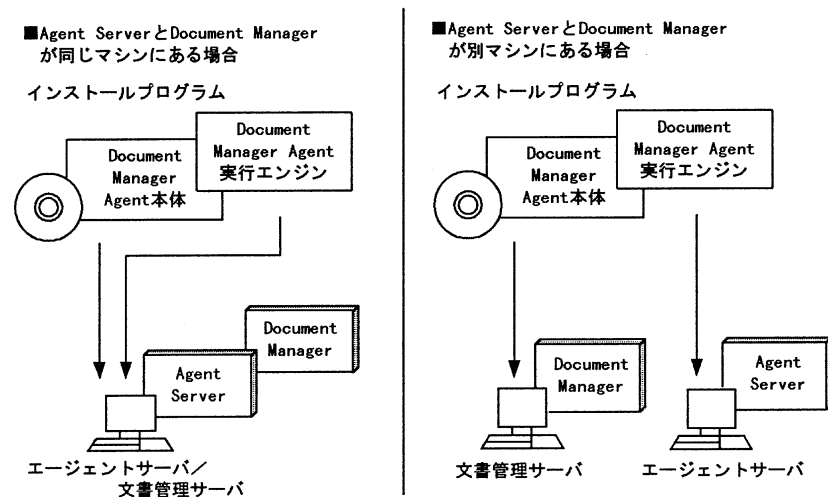 ■Agent ServerとDocument Manager
が同じマシンにある場合
インストールプログラム
Document
Manager Agent
実行エンジン
Document
Manager
Agent本体
Document
Manager
Agent
Server
エージェントサーバ／
文書管理サーバ
■Agent ServerとDocument Manager
が別マシンにある場合
インストールプログラム
Document
Manager Agent
実行エンジン
Document
Manager
Agent本体
Document
Manager
Agent
Server
文書管理サーバ
エージェントサーバ